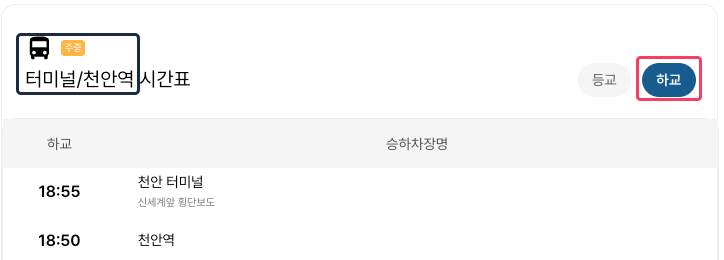 주중
터미널/천안역 시간표
등교 하교
하교 승하차장명
18:55 천안 터미널
신세계앞 횡단보도
18:50 천안역